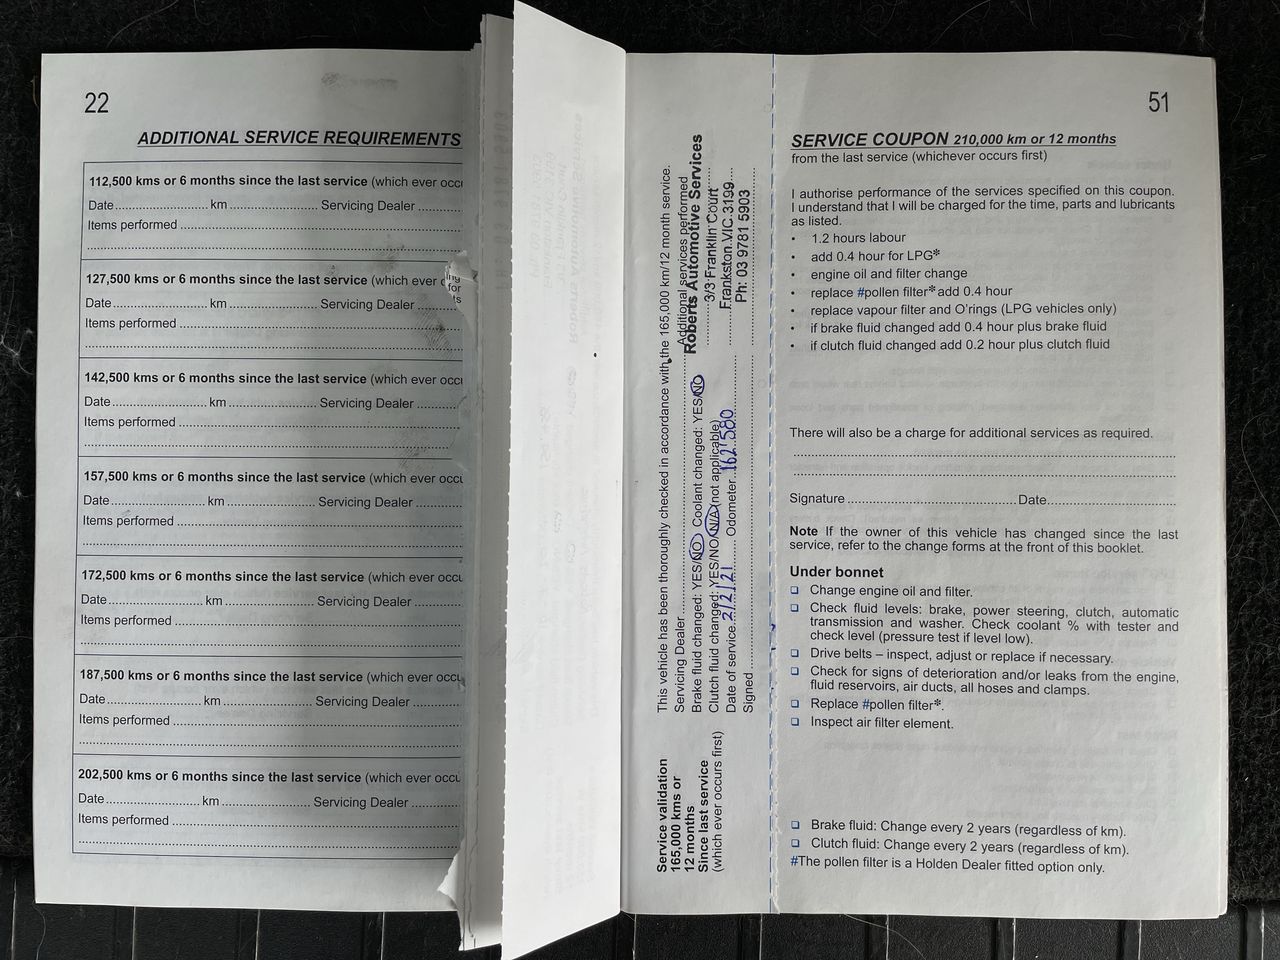 22
ADDITIONAL SERVICE REQUIREMENTS
112,500 kms or 6 months since the last service (which ever occ
Date.................... km .................... Servicing Dealer ..........
Items performed ....................
127,500 kms or 6 months since the last service (which ever
Date.................... km .................... Servicing Dealer ..........
Items performed ....................
142,500 kms or 6 months since the last service (which ever occ
Date.................... km .................... Servicing Dealer ..........
Items performed ....................
157,500 kms or 6 months since the last service (which ever occ
Date.................... km .................... Servicing Dealer ..........
Items performed ....................
172,500 kms or 6 months since the last service (which ever occu
Date.................... km .................... Servicing Dealer ..........
Items performed ....................
187,500 km or 6 months since the last service (which ever occu
Date.................... km .................... Servicing Dealer ..........
Items performed ....................
202,500 kms or 6 months since the last service (which ever occu
Date.................... km .................... Servicing Dealer ..........
Items performed ....................
for
Service validation
165,000 kms or
12 months
Since last service
(which ever occurs first)
This vehicle has been thoroughly checked in accordance with the 165,000 km/12 month service.
Servicing Dealer .................... Additional services performed
Roberts Automotive Services
3/3 Franklin Court
Frankston VIC 3199
Ph: 03 9781 5903
Brake fluid changed: YES/NO Coolant changed: YES/NO
Clutch fluid changed: YES/NO/N/A (not applicable)
Date of service 2/2/21 Odometer 161580
Signed ....................
51
SERVICE COUPON 210,000 km or 12 months
from the last service (whichever occurs first)
I authorise performance of the services specified on this coupon.
I understand that I will be charged for the time, parts and lubricants
as listed.
• 1.2 hours labour
• add 0.4 hour for LPG*
• engine oil and filter change
• replace #pollen filter* add 0.4 hour
• replace vapour filter and O'rings (LPG vehicles only)
• if brake fluid changed add 0.4 hour plus brake fluid
• if clutch fluid changed add 0.2 hour plus clutch fluid
There will also be a charge for additional services as required.
Signature .................... Date....................
Note If the owner of this vehicle has changed since the last
service, refer to the change forms at the front of this booklet.
Under bonnet
❏ Change engine oil and filter.
❏ Check fluid levels: brake, power steering, clutch, automatic
transmission and washer. Check coolant % with tester and
check level (pressure test if level low).
❏ Drive belts – inspect, adjust or replace if necessary.
❏ Check for signs of deterioration and/or leaks from the engine,
fluid reservoirs, air ducts, all hoses and clamps.
❏ Replace #pollen filter*.
❏ Inspect air filter element.
❏ Brake fluid: Change every 2 years (regardless of km).
❏ Clutch fluid: Change every 2 years (regardless of km).
#The pollen filter is a Holden Dealer fitted option only.